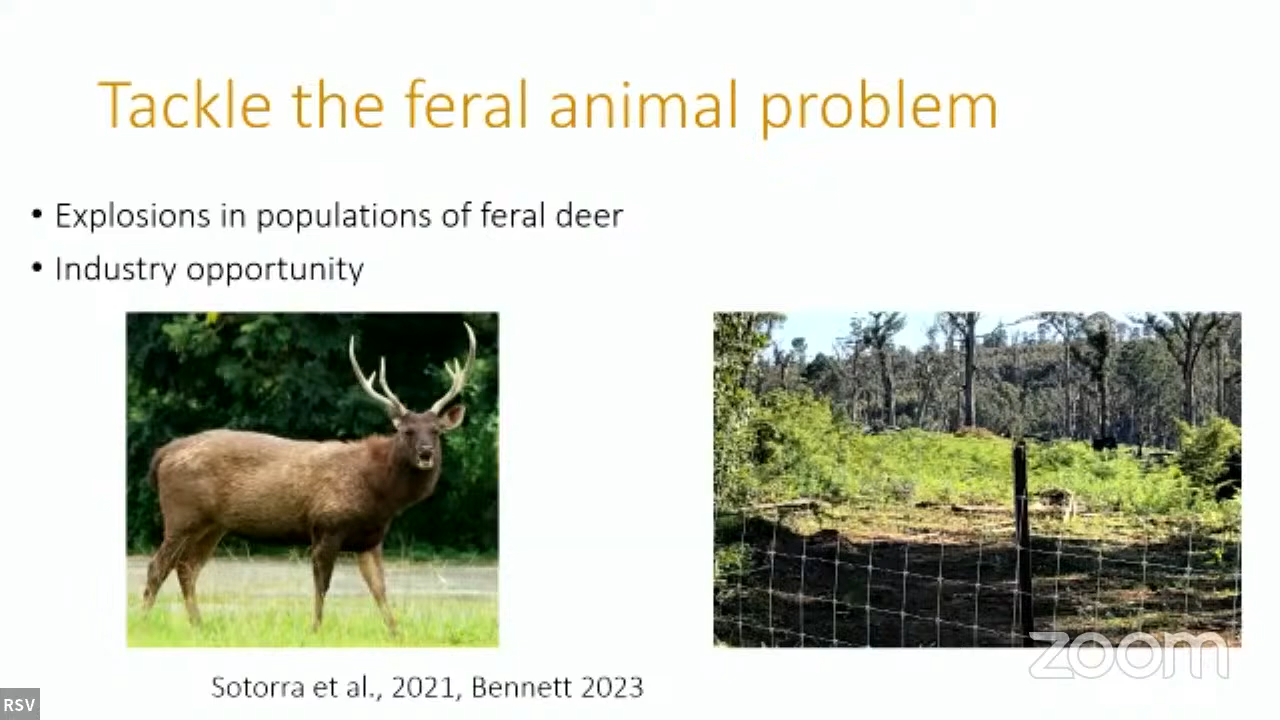 Tackle the feral animal problem
• Explosions in populations of feral deer
• Industry opportunity
zoom
Sotorra et al., 2021, Bennett 2023
RSV